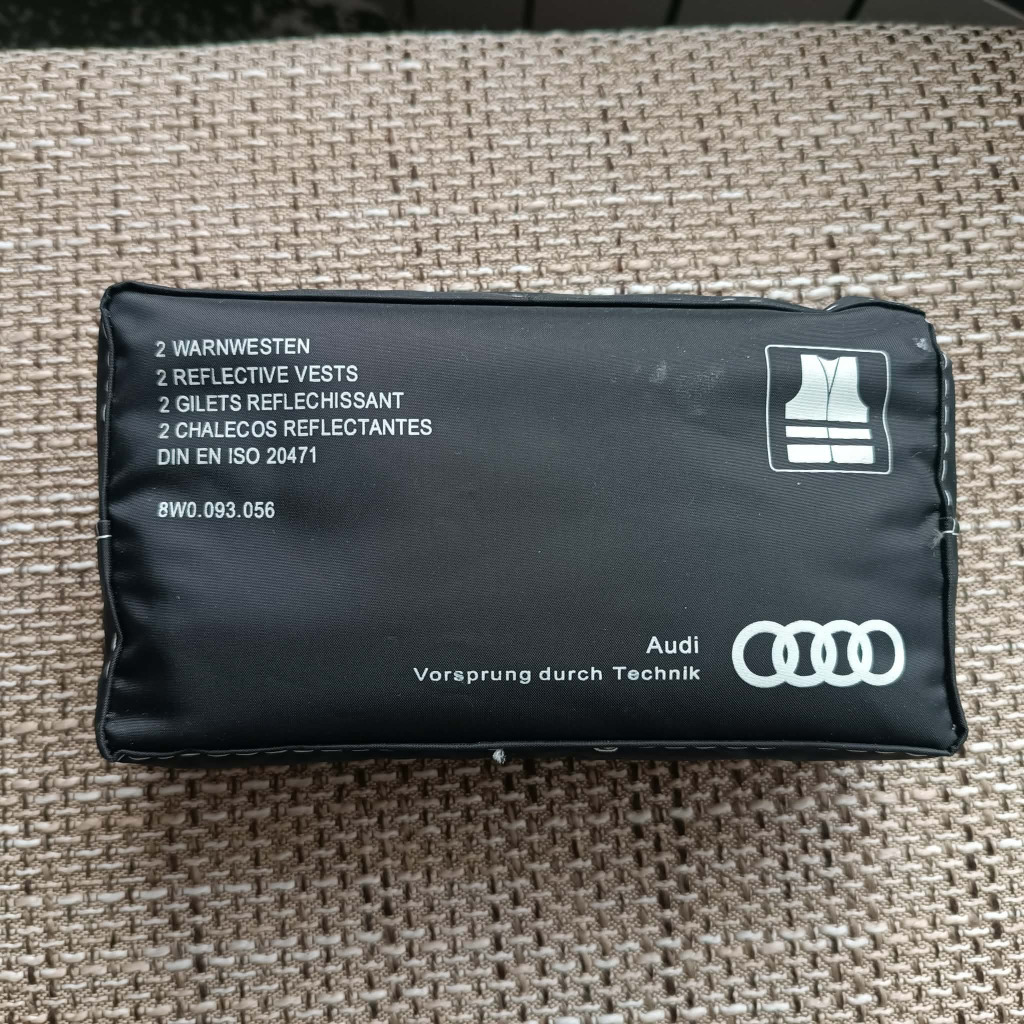 2 WARNWESTEN
2 REFLECTIVE VESTS
2 GILETS REFLECHISSANT
2 CHALECOS REFLECTANTES
DIN EN ISO 20471
8W0.093.056
Audi
Vorsprung durch Technik